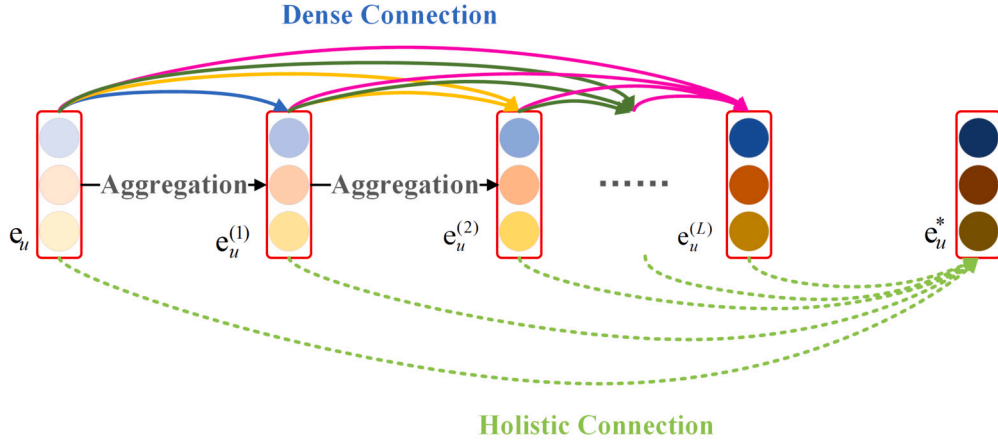 Dense Connection
Aggregation Aggregation ……
e_u e_u^(1) e_u^(2) e_u^(L) e_u^*
Holistic Connection